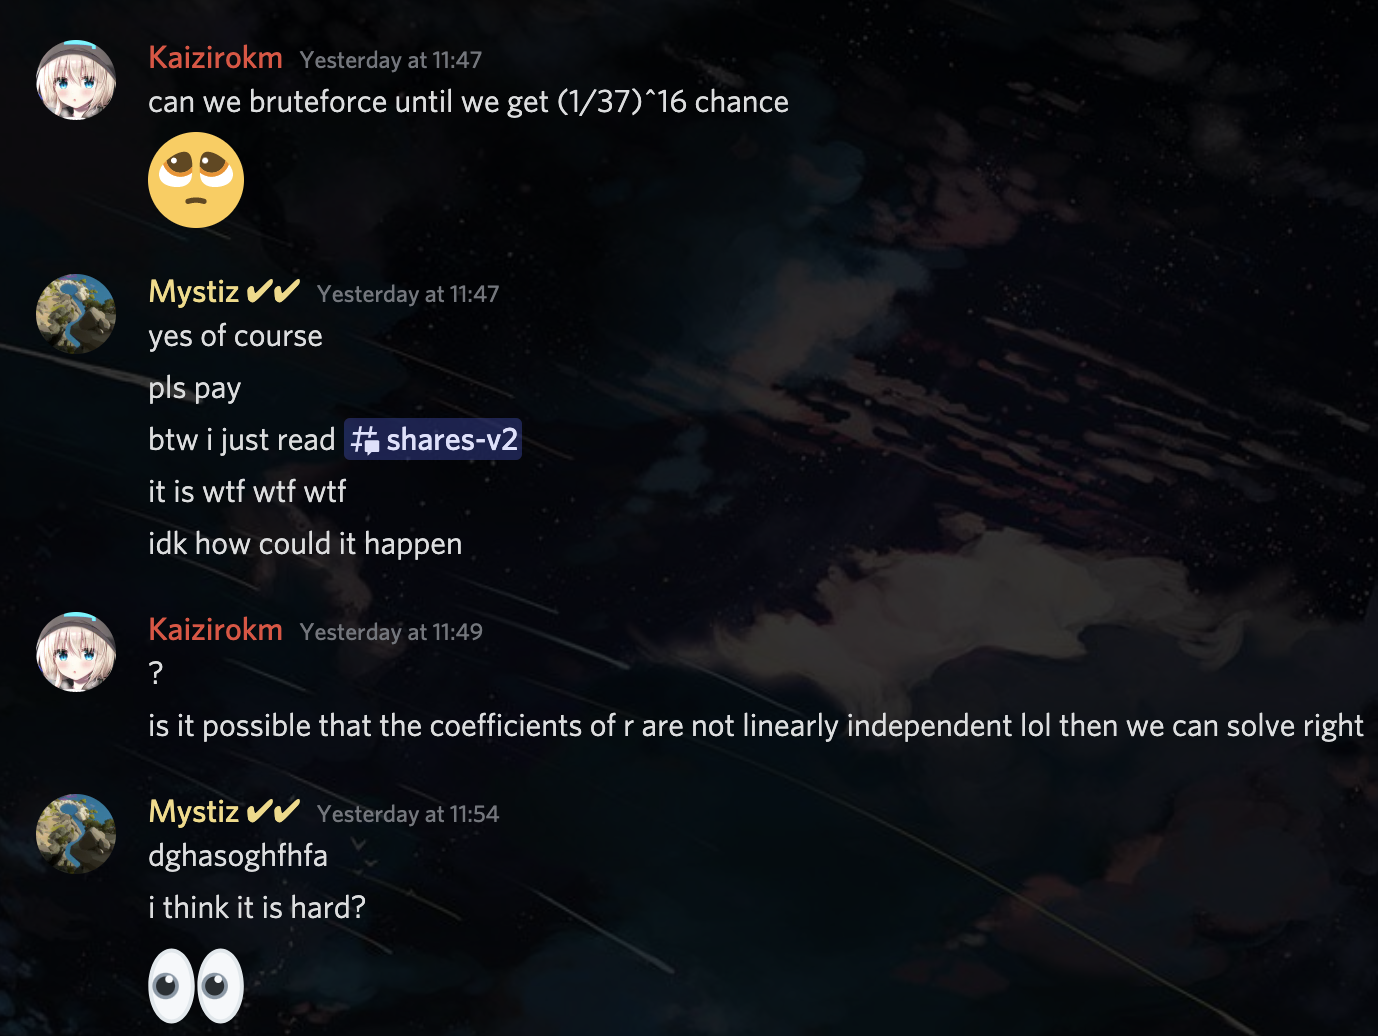 Kaizirokm Yesterday at 11:47
can we bruteforce until we get (1/37)^16 chance
🥺
Mystiz ✔✔ Yesterday at 11:47
yes of course
pls pay
btw i just read #shares-v2
it is wtf wtf wtf
idk how could it happen
Kaizirokm Yesterday at 11:49
?
is it possible that the coefficients of r are not linearly independent lol then we can solve right
Mystiz ✔✔ Yesterday at 11:54
dghasoghfhfa
i think it is hard?
👀